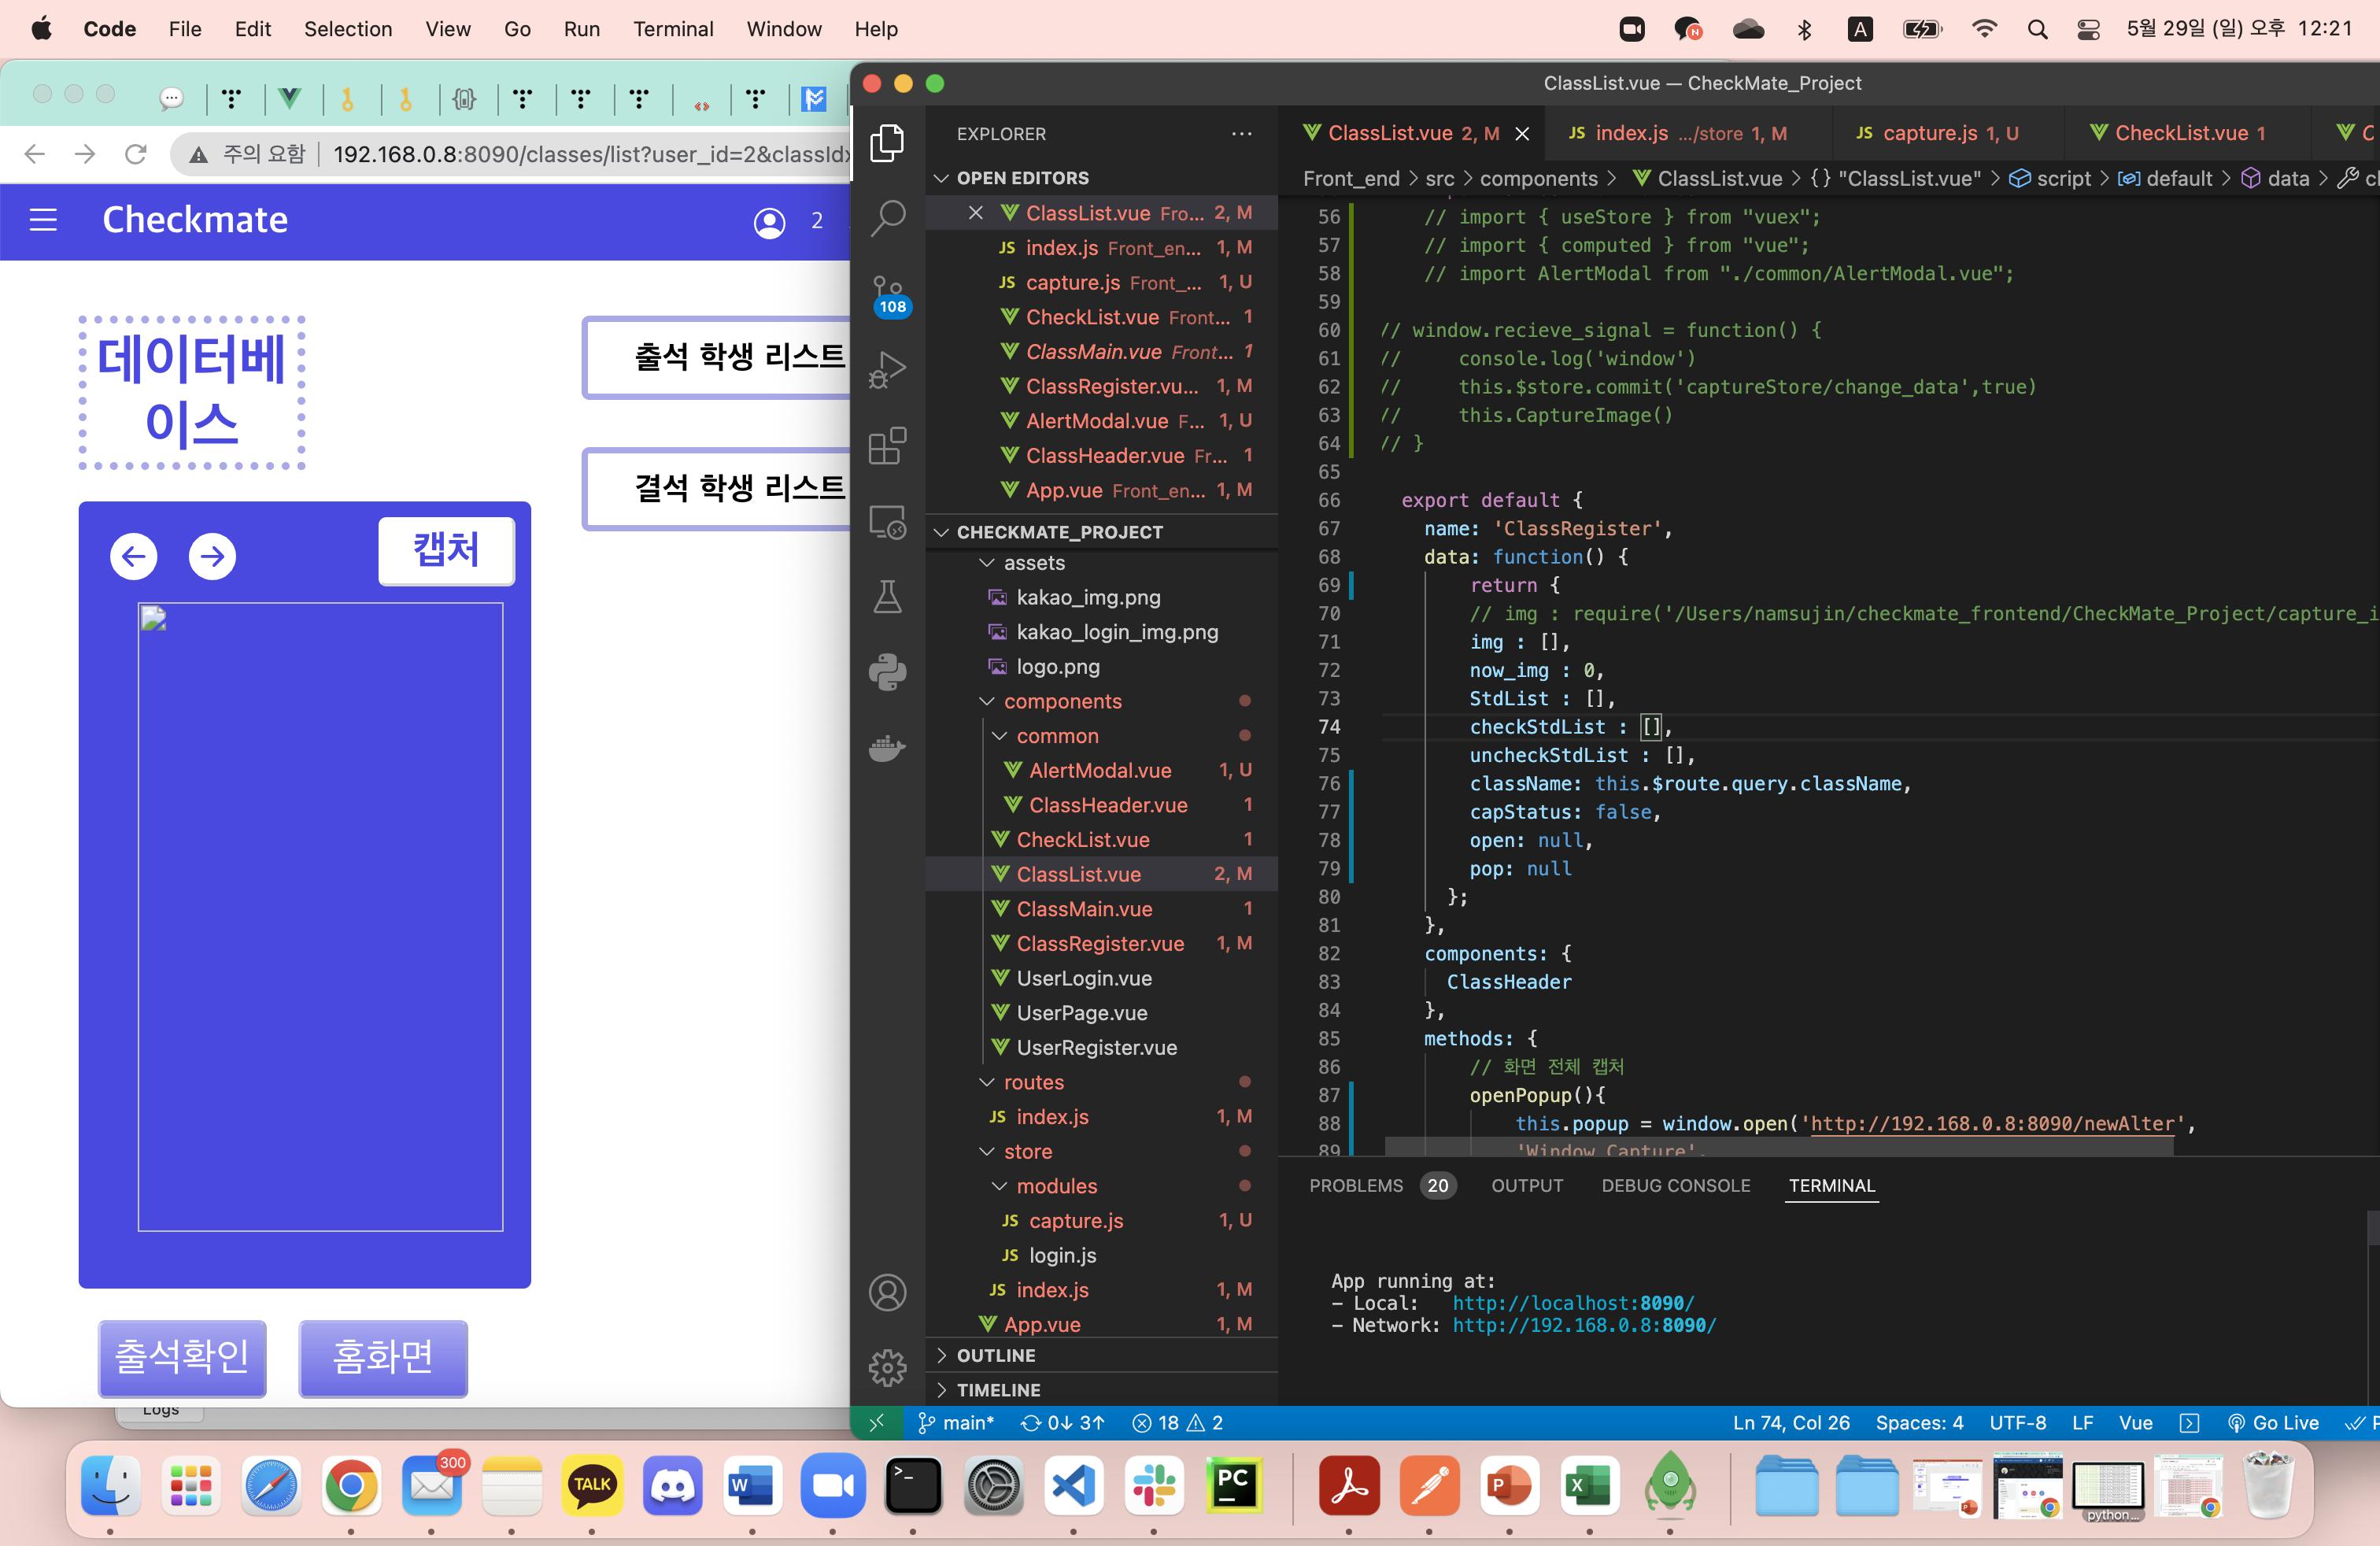 Code File Edit Selection View Go Run Terminal Window Help
A 5월 29일 (일) 오후 12:21
주의 요함 192.168.0.8:8090/classes/list?user_id=2&classIdx
Checkmate 2
데이터베
이스
출석 학생 리스트
결석 학생 리스트
캡처
출석확인 홈화면
Logs
ClassList.vue — CheckMate_Project
EXPLORER
OPEN EDITORS
ClassList.vue Fro... 2, M
JS index.js Front_en... 1, M
JS capture.js Front_... 1, U
CheckList.vue Front... 1
ClassMain.vue Front... 1
ClassRegister.vu... 1, M
AlertModal.vue F... 1, U
ClassHeader.vue Fr... 1
App.vue Front_en... 1, M
CHECKMATE_PROJECT
assets
kakao_img.png
kakao_login_img.png
logo.png
components
common
AlertModal.vue 1, U
ClassHeader.vue 1
CheckList.vue 1
ClassList.vue 2, M
ClassMain.vue 1
ClassRegister.vue 1, M
UserLogin.vue
UserPage.vue
UserRegister.vue
routes
JS index.js 1, M
store
modules
JS capture.js 1, U
JS login.js
JS index.js 1, M
App.vue 1, M
OUTLINE
TIMELINE
108
ClassList.vue 2, M JS index.js .../store 1, M JS capture.js 1, U CheckList.vue 1
Front_end > src > components > ClassList.vue > {} "ClassList.vue" > script > default > data >
56 // import { useStore } from "vuex";
57 // import { computed } from "vue";
58 // import AlertModal from "./common/AlertModal.vue";
59
60 // window.recieve_signal = function() {
61 // console.log('window')
62 // this.$store.commit('captureStore/change_data',true)
63 // this.CaptureImage()
64 // }
65
66 export default {
67 name: 'ClassRegister',
68 data: function() {
69 return {
70 // img : require('/Users/namsujin/checkmate_frontend/CheckMate_Project/capture_i
71 img : [],
72 now_img : 0,
73 StdList : [],
74 checkStdList : [],
75 uncheckStdList : [],
76 className: this.$route.query.className,
77 capStatus: false,
78 open: null,
79 pop: null
80 };
81 },
82 components: {
83 ClassHeader
84 },
85 methods: {
86 // 화면 전체 캡처
87 openPopup(){
88 this.popup = window.open('http://192.168.0.8:8090/newAlter',
89 'Window Capture',
PROBLEMS 20 OUTPUT DEBUG CONSOLE TERMINAL
App running at:
- Local: http://localhost:8090/
- Network: http://192.168.0.8:8090/
main* 0↓ 3↑ 18 2 Ln 74, Col 26 Spaces: 4 UTF-8 LF Vue Go Live
300
TALK
W
>_
PC
P
X
python...